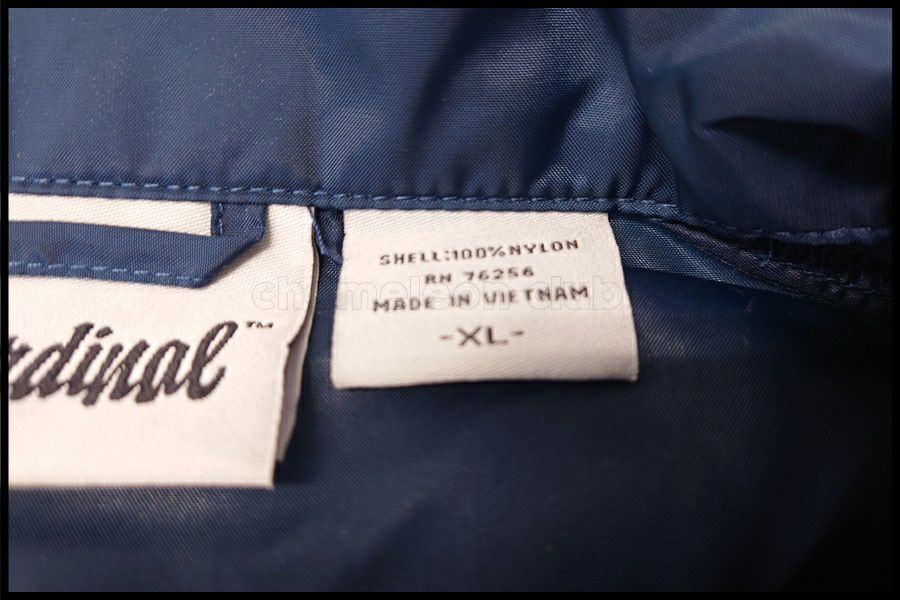 SHELL:100%NYLON
RN 76256
MADE IN VIETNAM
-XL-
rdinal™
chameleon club